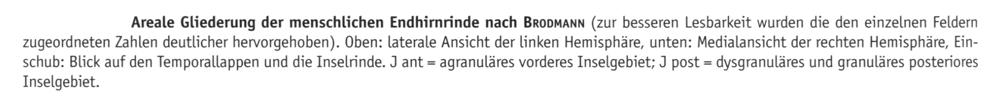 Areale Gliederung der menschlichen Endhirnrinde nach BRODMANN (zur besseren Lesbarkeit wurden die den einzelnen Feldern
zugeordneten Zahlen deutlicher hervorgehoben). Oben: laterale Ansicht der linken Hemisphäre, unten: Medialansicht der rechten Hemisphäre, Ein-
schub: Blick auf den Temporallappen und die Inselrinde. J ant = agranuläres vorderes Inselgebiet; J post = dysgranuläres und granuläres posteriores
Inselgebiet.